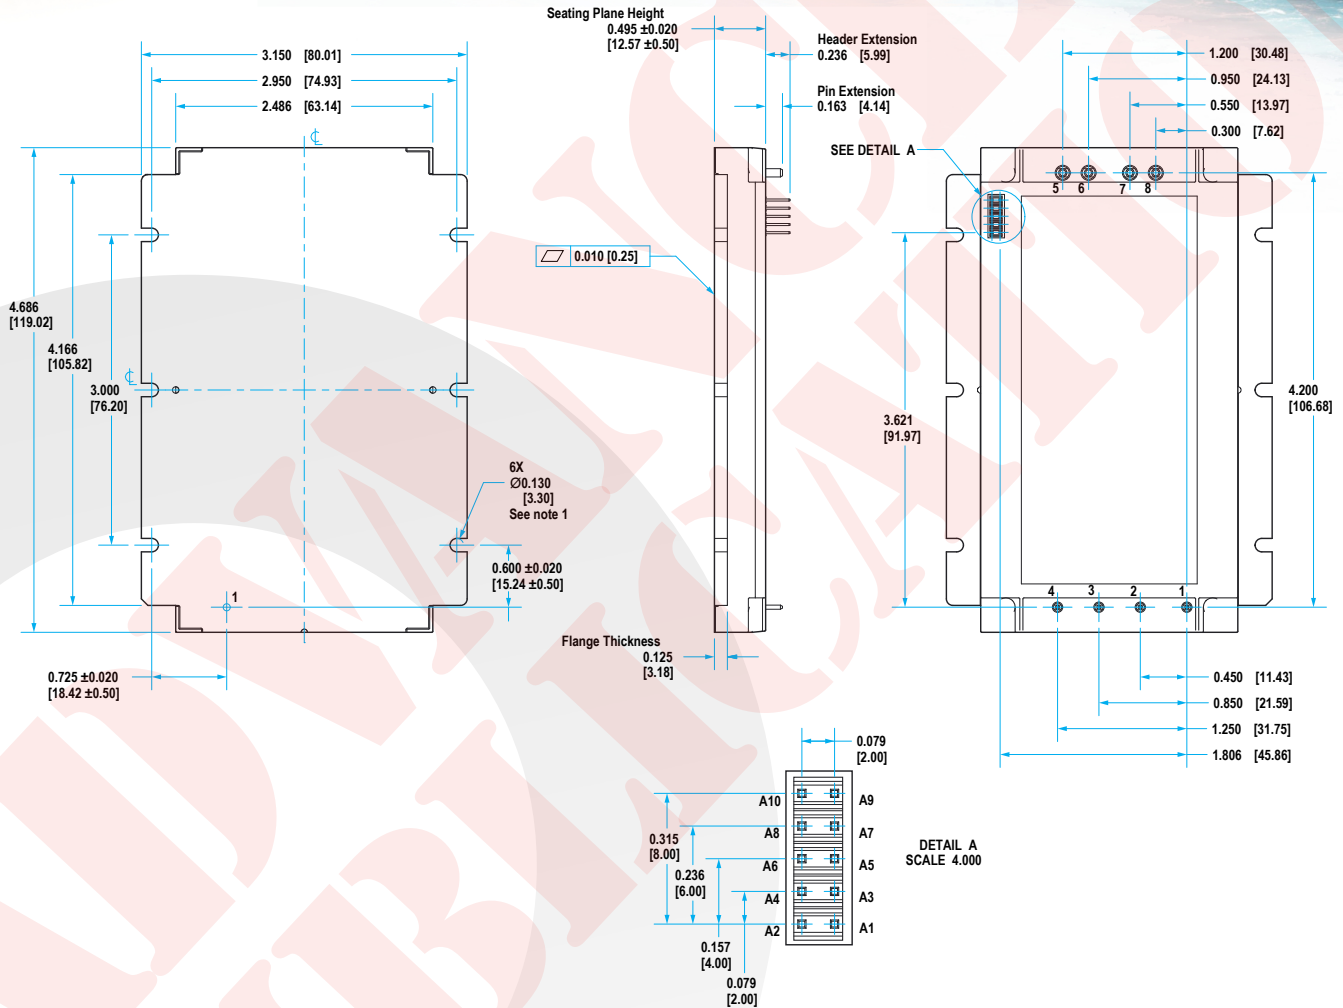 Seating Plane Height
0.495 ±0.020
[12.57 ±0.50]
Header Extension
0.236 [5.99]
Pin Extension
0.163 [4.14]
3.150 [80.01]
2.950 [74.93]
2.486 [63.14]
1.200 [30.48]
0.950 [24.13]
0.550 [13.97]
0.300 [7.62]
SEE DETAIL A
5 6 7 8
0.010 [0.25]
4.686
[119.02]
4.166
[105.82]
3.000
[76.20]
3.621
[91.97]
4.200
[106.68]
6X
Ø0.130
[3.30]
See note 1
0.600 ±0.020
[15.24 ±0.50]
1
4 3 2 1
Flange Thickness
0.125
[3.18]
0.725 ±0.020
[18.42 ±0.50]
0.450 [11.43]
0.850 [21.59]
1.250 [31.75]
1.806 [45.86]
0.079
[2.00]
A10 A9
A8 A7
A6 A5
A4 A3
A2 A1
0.315
[8.00]
0.236
[6.00]
0.157
[4.00]
0.079
[2.00]
DETAIL A
SCALE 4.000